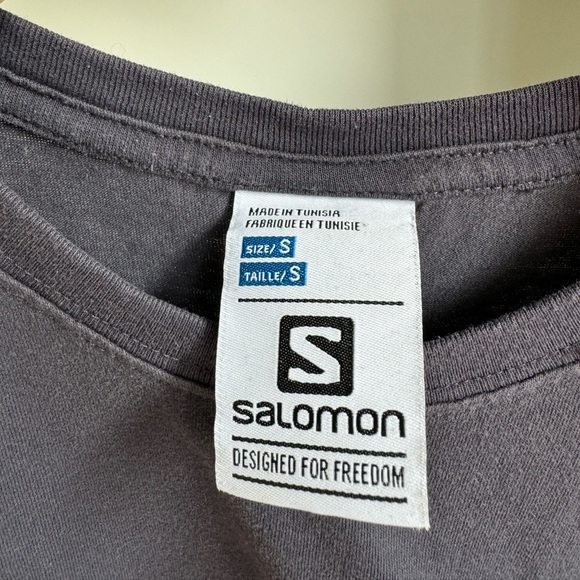 MADE IN TUNISIA
FABRIQUE EN TUNISIE
SIZE/ S
TAILLE/ S
S
SALOMON
DESIGNED FOR FREEDOM